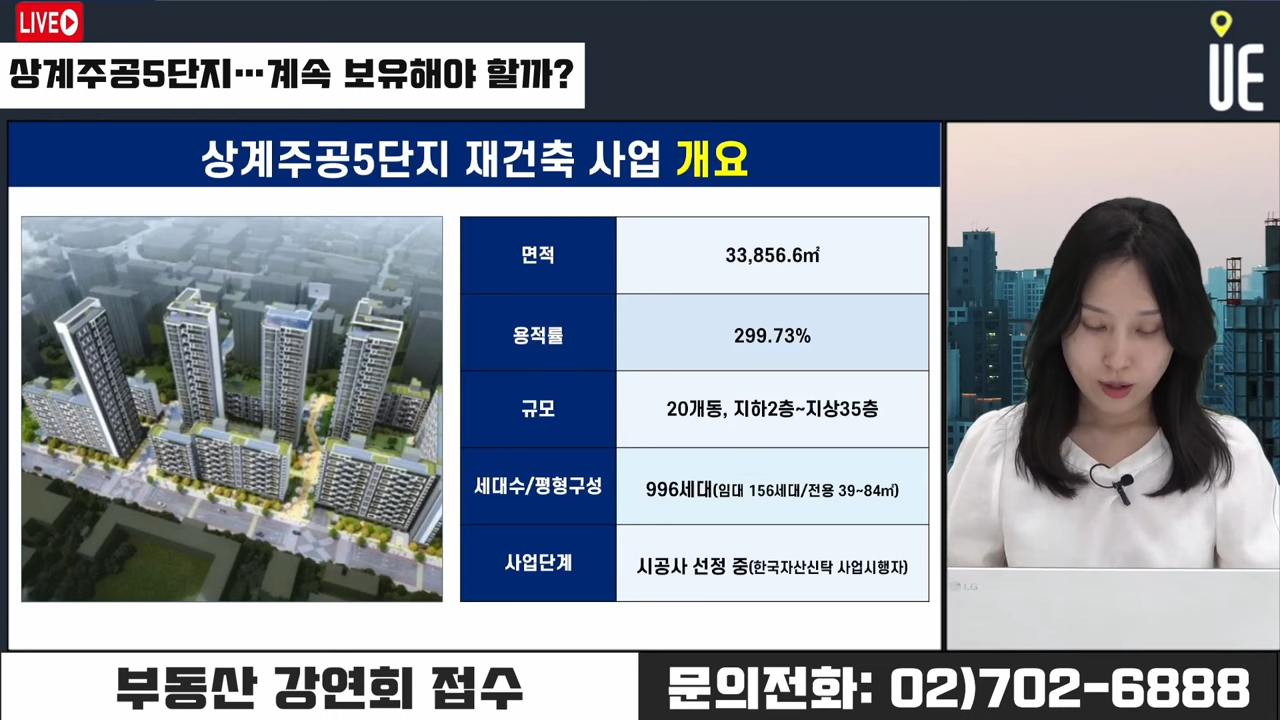 LIVE
상계주공5단지…계속 보유해야 할까?
UE
상계주공5단지 재건축 사업 개요
면적 33,856.6㎡
용적률 299.73%
규모 20개동, 지하2층~지상35층
세대수/평형구성 996세대(임대 156세대/전용 39~84㎡)
사업단계 시공사 선정 중(한국자산신탁 사업시행자)
LG
부동산 강연회 접수
문의전화: 02)702-6888